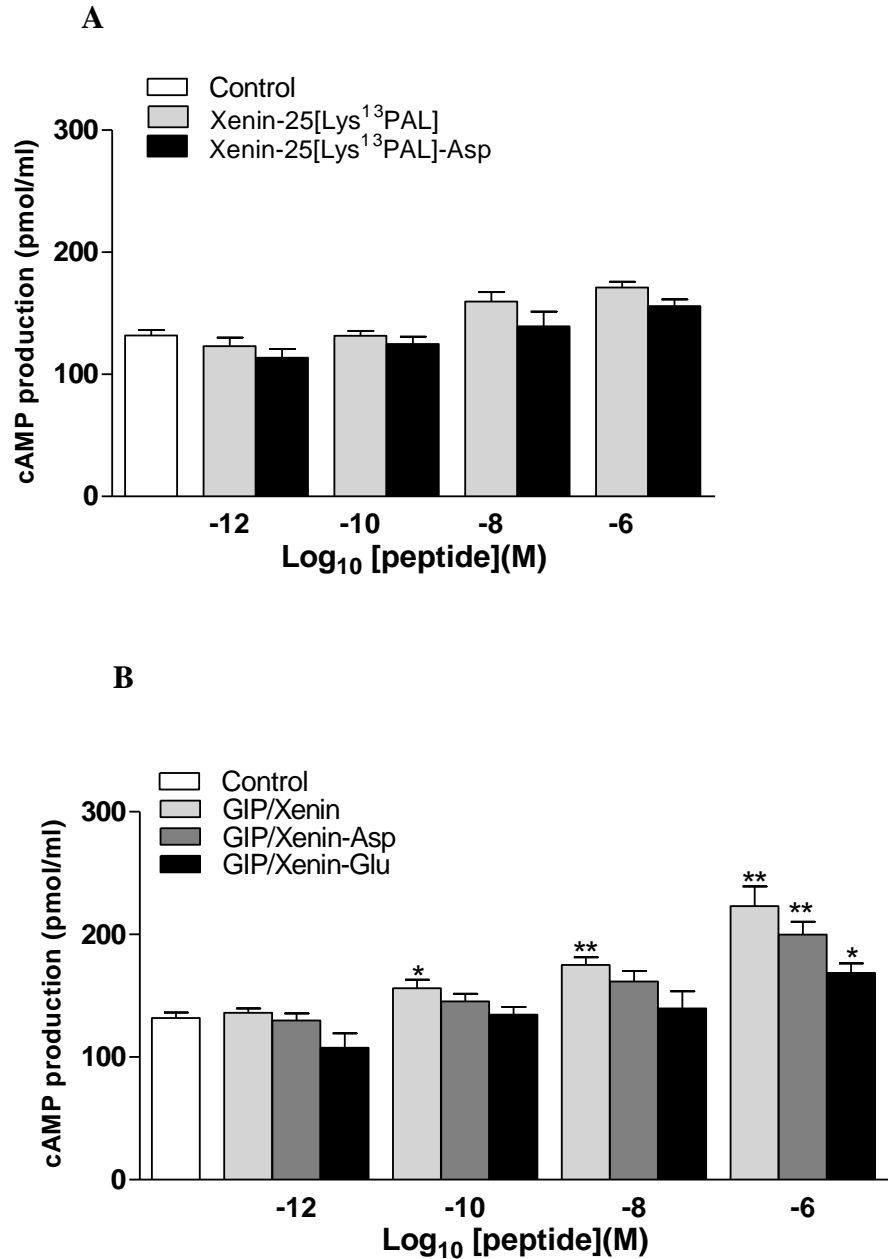 A
Control
Xenin-25[Lys¹³PAL]
Xenin-25[Lys¹³PAL]-Asp
300
200
100
0
cAMP production (pmol/ml)
-12 -10 -8 -6
Log₁₀ [peptide](M)
B
Control
GIP/Xenin
GIP/Xenin-Asp
GIP/Xenin-Glu
300
200
100
0
cAMP production (pmol/ml)
* ** ** ** *
-12 -10 -8 -6
Log₁₀ [peptide](M)